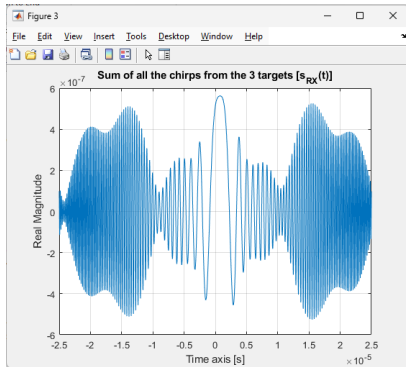 Figure 3
File Edit View Insert Tools Desktop Window Help
Sum of all the chirps from the 3 targets [s_RX(t)]
×10^-7
6
4
2
0
-2
-4
-6
Real Magnitude
-2.5 -2 -1.5 -1 -0.5 0 0.5 1 1.5 2 2.5
Time axis [s]
×10^-5